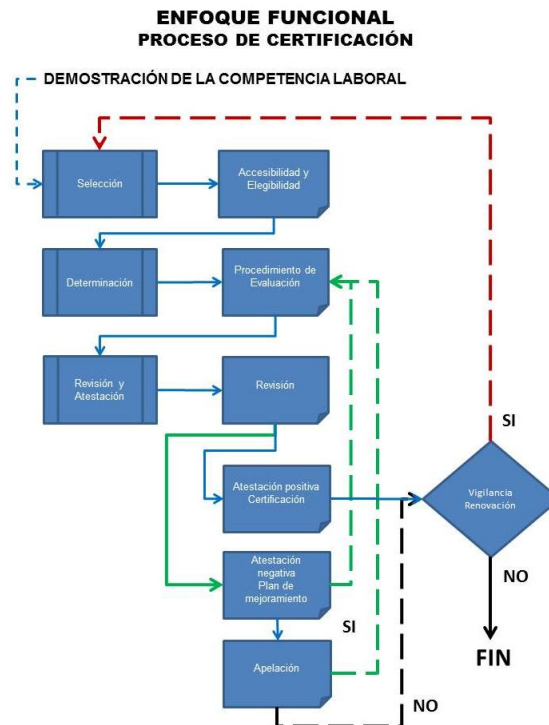 ENFOQUE FUNCIONAL
PROCESO DE CERTIFICACIÓN
DEMOSTRACIÓN DE LA COMPETENCIA LABORAL
Selección
Accesibilidad y
Elegibilidad
Determinación
Procedimiento de
Evaluación
Revisión y
Atestación
Revisión
SI
Atestación positiva
Certificación
Vigilancia
Renovación
Atestación
negativa
Plan de
mejoramiento
NO
SI
Apelación
FIN
NO